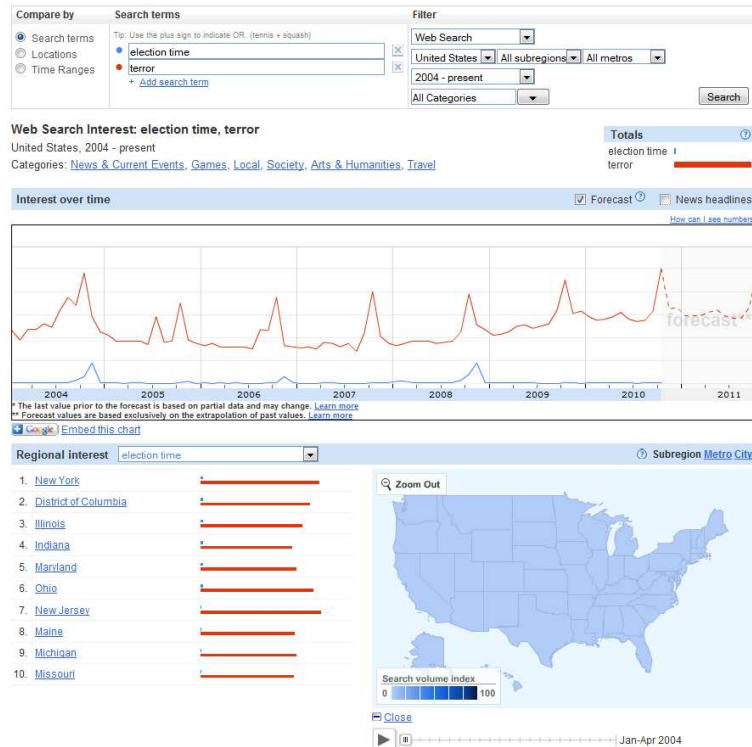 Compare by
Search terms
Filter
Search terms
Locations
Time Ranges
Tip: Use the plus sign to indicate OR. (tennis + squash)
election time
terror
+ Add search term
Web Search
United States All subregions All metros
2004 - present
All Categories
Search
Web Search Interest: election time, terror
United States, 2004 - present
Categories: News & Current Events, Games, Local, Society, Arts & Humanities, Travel
Totals
election time
terror
Interest over time
Forecast
News headlines
How can I see numbers
forecast**
2004 2005 2006 2007 2008 2009 2010 2011
* The last value prior to the forecast is based on partial data and may change. Learn more
** Forecast values are based exclusively on the extrapolation of past values. Learn more
Google Embed this chart
Regional interest election time
Subregion Metro City
1. New York
2. District of Columbia
3. Illinois
4. Indiana
5. Maryland
6. Ohio
7. New Jersey
8. Maine
9. Michigan
10. Missouri
Zoom Out
Search volume index
0 100
Close
Jan-Apr 2004